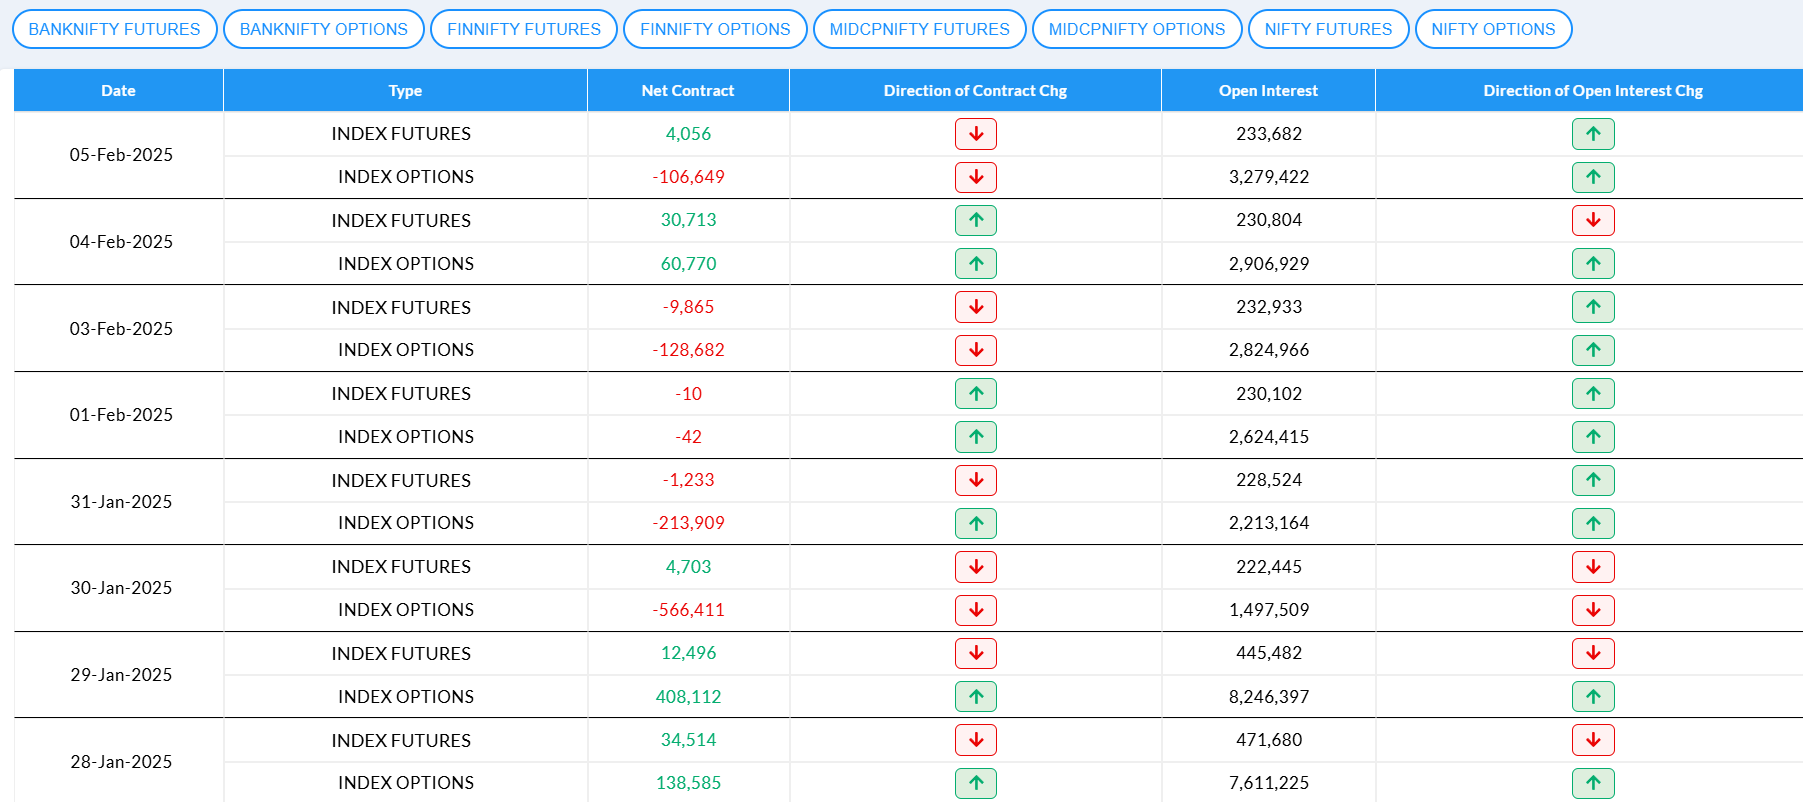 BANKNIFTY FUTURES BANKNIFTY OPTIONS FINNIFTY FUTURES FINNIFTY OPTIONS MIDCPNIFTY FUTURES MIDCPNIFTY OPTIONS NIFTY FUTURES NIFTY OPTIONS
Date Type Net Contract Direction of Contract Chg Open Interest Direction of Open Interest Chg
05-Feb-2025
INDEX FUTURES 4,056 ↓ 233,682 ↑
INDEX OPTIONS -106,649 ↓ 3,279,422 ↑
04-Feb-2025
INDEX FUTURES 30,713 ↑ 230,804 ↓
INDEX OPTIONS 60,770 ↑ 2,906,929 ↑
03-Feb-2025
INDEX FUTURES -9,865 ↓ 232,933 ↑
INDEX OPTIONS -128,682 ↓ 2,824,966 ↑
01-Feb-2025
INDEX FUTURES -10 ↑ 230,102 ↑
INDEX OPTIONS -42 ↑ 2,624,415 ↑
31-Jan-2025
INDEX FUTURES -1,233 ↓ 228,524 ↑
INDEX OPTIONS -213,909 ↑ 2,213,164 ↑
30-Jan-2025
INDEX FUTURES 4,703 ↓ 222,445 ↓
INDEX OPTIONS -566,411 ↓ 1,497,509 ↓
29-Jan-2025
INDEX FUTURES 12,496 ↓ 445,482 ↓
INDEX OPTIONS 408,112 ↑ 8,246,397 ↑
28-Jan-2025
INDEX FUTURES 34,514 ↓ 471,680 ↓
INDEX OPTIONS 138,585 ↑ 7,611,225 ↑